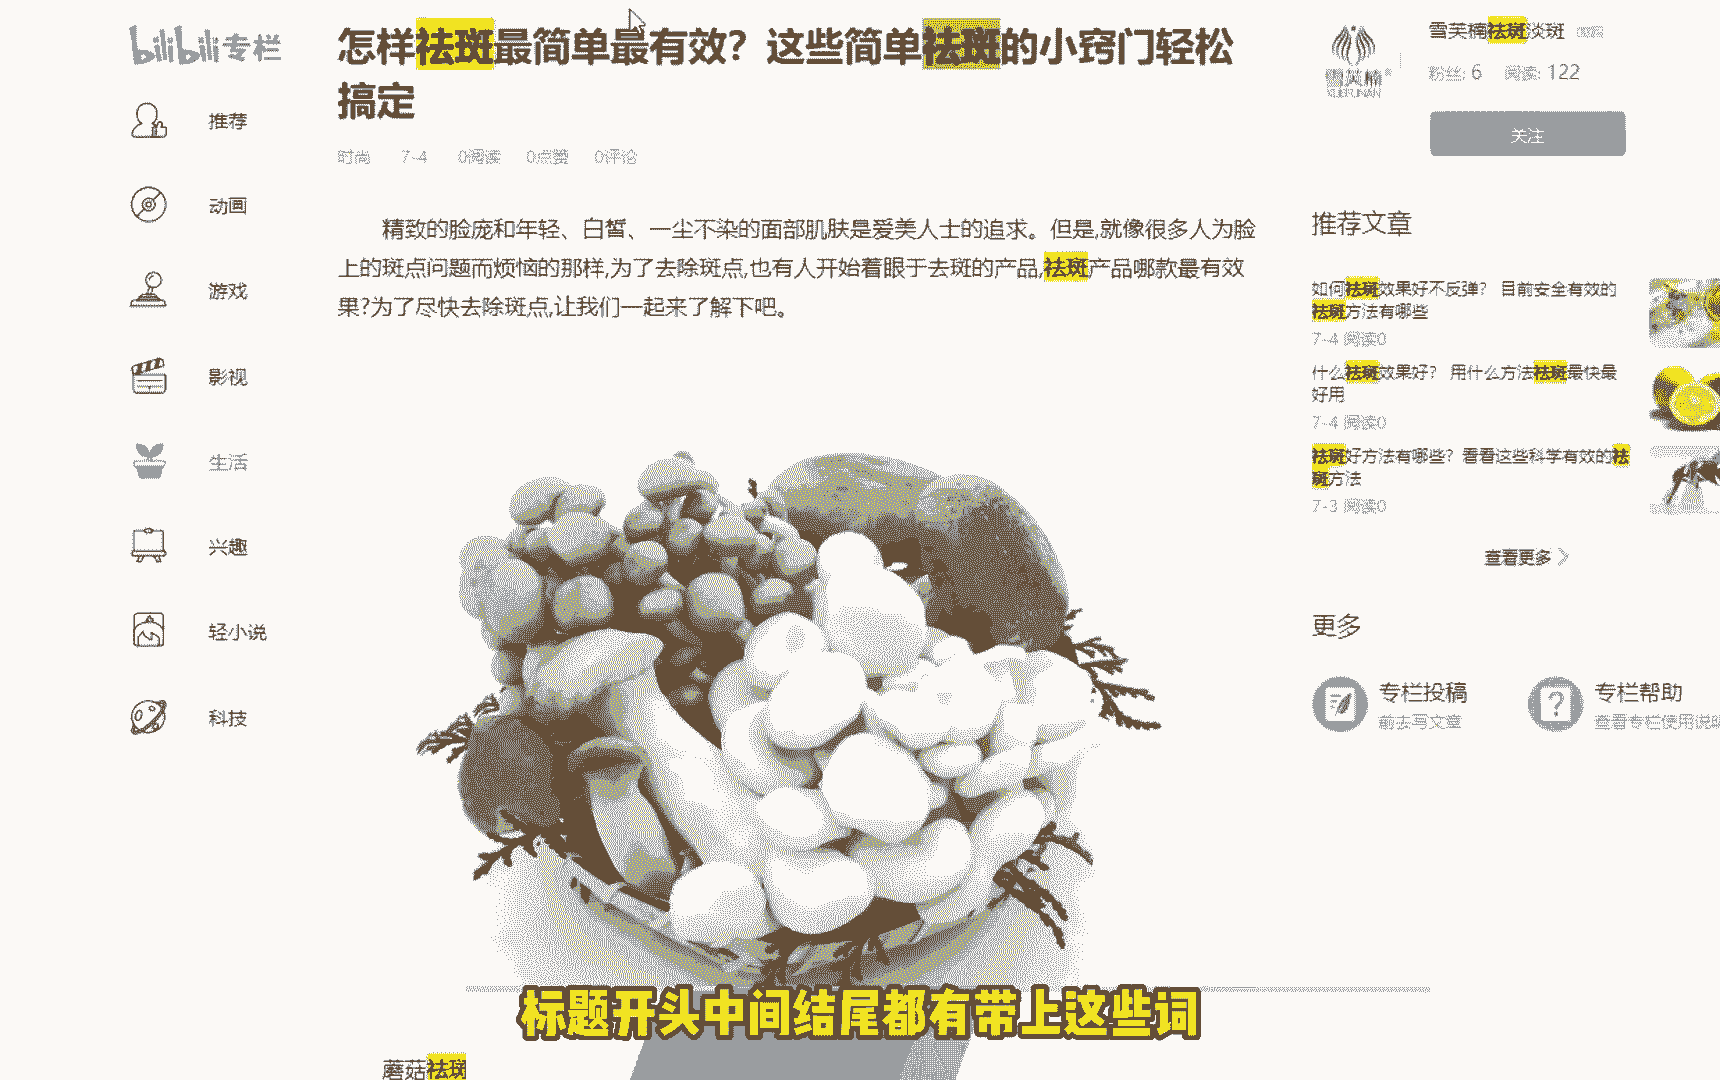 bilibili专栏
推荐
动画
游戏
影视
生活
兴趣
轻小说
科技
怎样祛斑最简单最有效？这些简单祛斑的小窍门轻松
搞定
时尚 7-4 0阅读 0点赞 0评论
精致的脸庞和年轻、白皙、一尘不染的面部肌肤是爱美人士的追求。但是,就像很多人为脸
上的斑点问题而烦恼的那样,为了去除斑点,也有人开始着眼于去斑的产品,祛斑产品哪款最有效
果?为了尽快去除斑点,让我们一起来了解下吧。
蘑菇祛斑
标题开头中间结尾都有带上这些词
雪芙楠
雪芙楠祛斑淡斑
粉丝: 6 阅读: 122
关注
推荐文章
如何祛斑效果好不反弹？ 目前安全有效的
祛斑方法有哪些
7-4 阅读0
什么祛斑效果好？ 用什么方法祛斑最快最
好用
7-4 阅读0
祛斑好方法有哪些？看看这些科学有效的祛
斑方法
7-3 阅读0
查看更多
更多
专栏投稿
前去写文章
专栏帮助
查看专栏使用说明